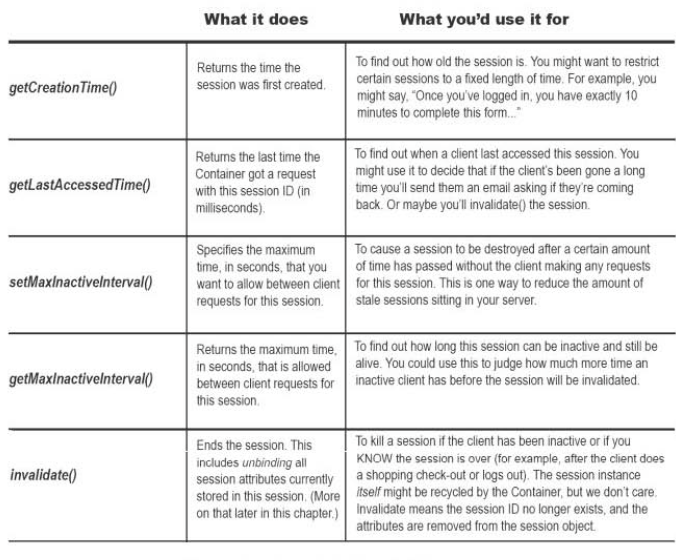 What it does What you'd use it for
getCreationTime()
Returns the time the
session was first created.
To find out how old the session is. You might want to restrict
certain sessions to a fixed length of time. For example, you
might say, “Once you've logged in, you have exactly 10
minutes to complete this form...”
getLastAccessedTime()
Returns the last time the
Container got a request
with this session ID (in
milliseconds).
To find out when a client last accessed this session. You
might use it to decide that if the client's been gone a long
time you'll send them an email asking if they're coming
back. Or maybe you'll invalidate() the session.
setMaxInactiveInterval()
Specifies the maximum
time, in seconds, that you
want to allow between client
requests for this session.
To cause a session to be destroyed after a certain amount
of time has passed without the client making any requests
for this session. This is one way to reduce the amount of
stale sessions sitting in your server.
getMaxInactiveInterval()
Returns the maximum time,
in seconds, that is allowed
between client requests for
this session.
To find out how long this session can be inactive and still be
alive. You could use this to judge how much more time an
inactive client has before the session will be invalidated.
invalidate()
Ends the session. This
includes unbinding all
session attributes currently
stored in this session. (More
on that later in this chapter.)
To kill a session if the client has been inactive or if you
KNOW the session is over (for example, after the client does
a shopping check-out or logs out). The session instance
itself might be recycled by the Container, but we don't care.
Invalidate means the session ID no longer exists, and the
attributes are removed from the session object.